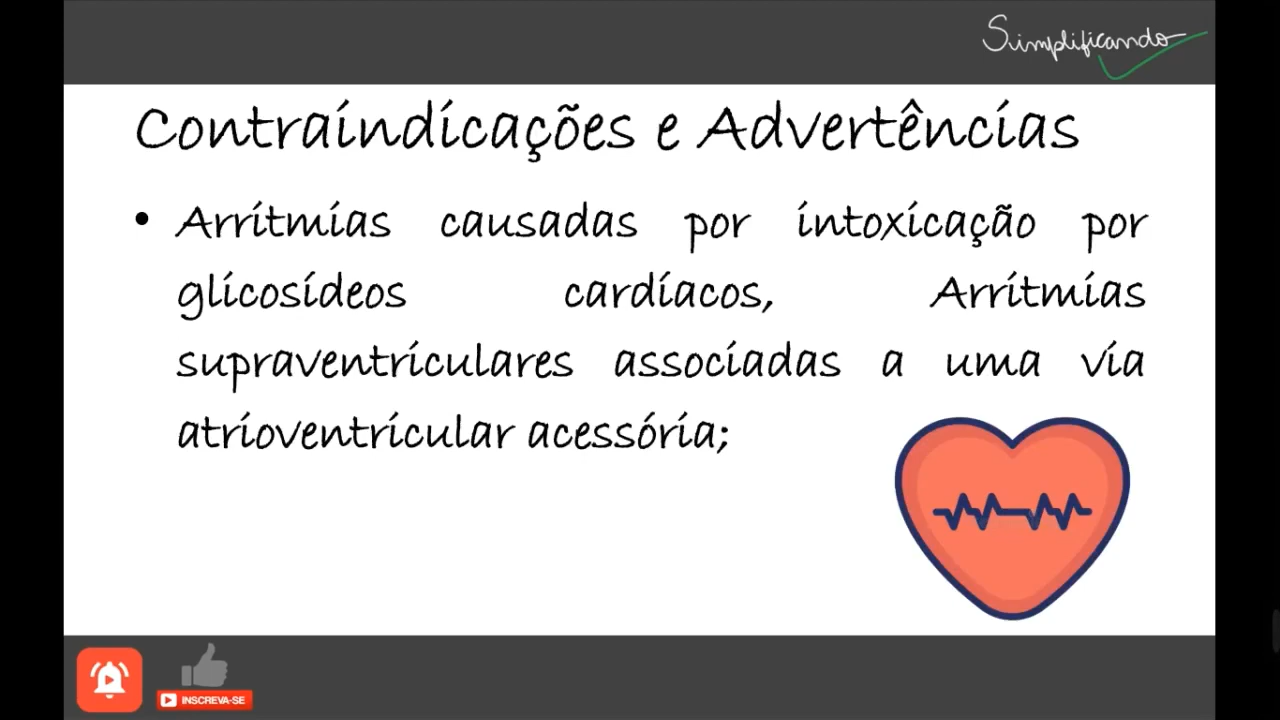 Simplificando
Contraindicações e Advertências
• Arritmias causadas por intoxicação por
glicosídeos cardíacos, Arritmias
supraventriculares associadas a uma via
atrioventricular acessória;
INSCREVA-SE